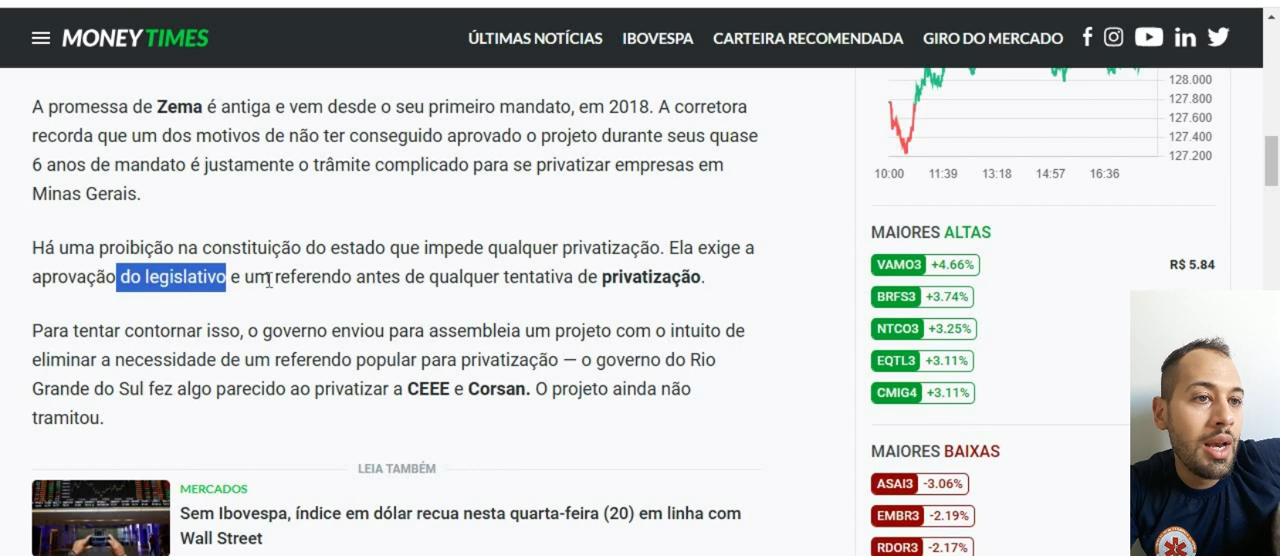 MONEY TIMES
ÚLTIMAS NOTÍCIAS IBOVESPA CARTEIRA RECOMENDADA GIRO DO MERCADO
A promessa de Zema é antiga e vem desde o seu primeiro mandato, em 2018. A corretora
recorda que um dos motivos de não ter conseguido aprovado o projeto durante seus quase
6 anos de mandato é justamente o trâmite complicado para se privatizar empresas em
Minas Gerais.
Há uma proibição na constituição do estado que impede qualquer privatização. Ela exige a
aprovação do legislativo e um referendo antes de qualquer tentativa de privatização.
Para tentar contornar isso, o governo enviou para assembleia um projeto com o intuito de
eliminar a necessidade de um referendo popular para privatização — o governo do Rio
Grande do Sul fez algo parecido ao privatizar a CEEE e Corsan. O projeto ainda não
tramitou.
LEIA TAMBÉM
MERCADOS
Sem Ibovespa, índice em dólar recua nesta quarta-feira (20) em linha com
Wall Street
128.000
127.800
127.600
127.400
127.200
10:00 11:39 13:18 14:57 16:36
MAIORES ALTAS
VAMO3 +4.66% R$ 5.84
BRFS3 +3.74%
NTCO3 +3.25%
EQTL3 +3.11%
CMIG4 +3.11%
MAIORES BAIXAS
ASAI3 -3.06%
EMBR3 -2.19%
RDOR3 -2.17%